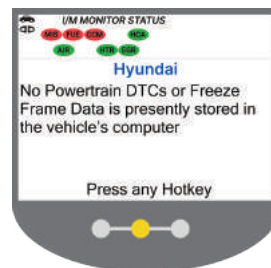 I/M MONITOR STATUS
MIS FUE CCM HCA
AIR HTR EGR
Hyundai
No Powertrain DTCs or Freeze
Frame Data is presently stored in
the vehicle's computer
Press any Hotkey